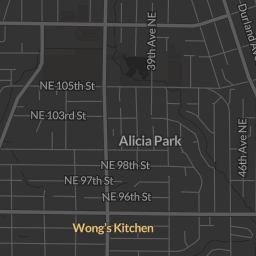 39th Ave NE
Durland Ave
NE 105th St
NE 103rd St
Alicia Park
46th Ave NE
NE 98th St
NE 97th St
NE 96th St
Wong's Kitchen